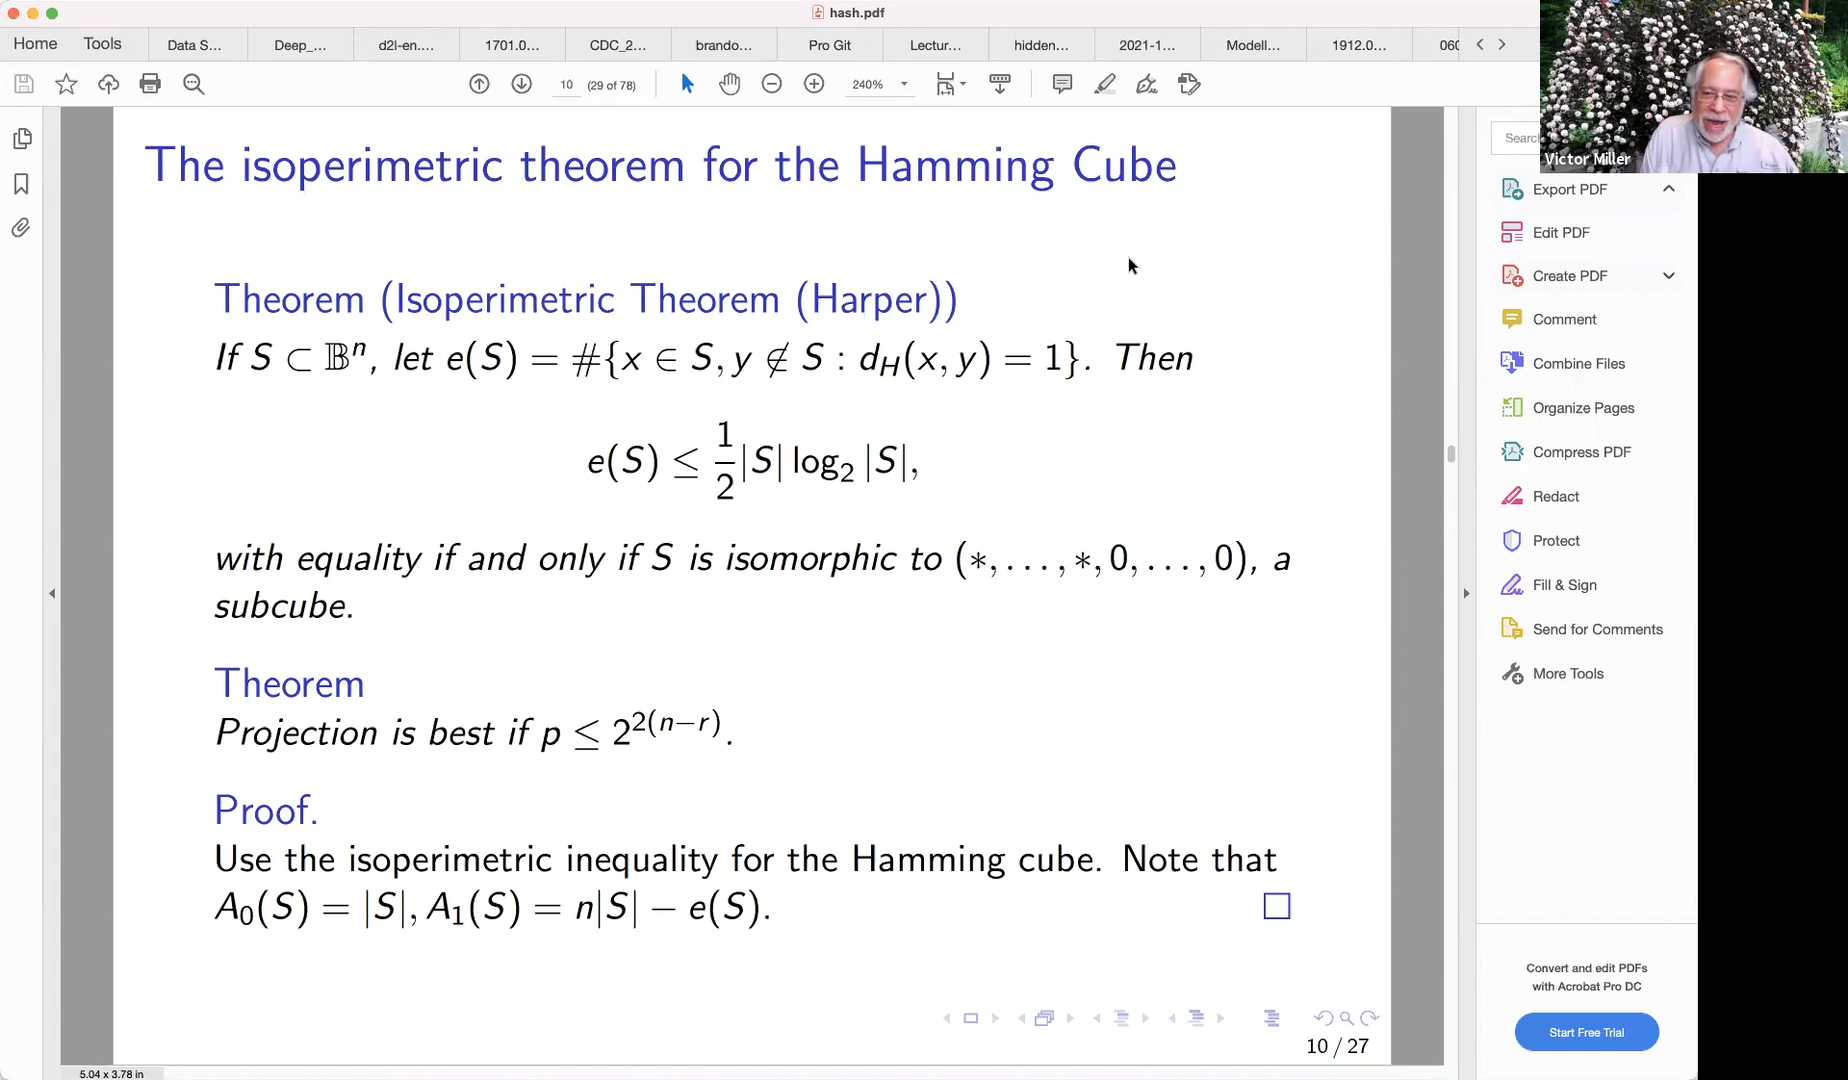 hash.pdf
Home Tools Data S... Deep_... d2l-en.... 1701.0... CDC_2... brando... Pro Git Lectur... hidden... 2021-1... Modell... 1912.0... 060
10 (29 of 78) 240%
Victor Miller
The isoperimetric theorem for the Hamming Cube
Theorem (Isoperimetric Theorem (Harper))
If S ⊂ 𝔹ⁿ, let e(S) = #{x ∈ S, y ∉ S : d_H(x, y) = 1}. Then
e(S) ≤ 1/2 |S| log₂ |S|,
with equality if and only if S is isomorphic to (∗, . . . , ∗, 0, . . . , 0), a
subcube.
Theorem
Projection is best if p ≤ 2^{2(n−r)}.
Proof.
Use the isoperimetric inequality for the Hamming cube. Note that
A₀(S) = |S|, A₁(S) = n|S| − e(S).
10 / 27
5.04 x 3.78 in
Searc
Export PDF
Edit PDF
Create PDF
Comment
Combine Files
Organize Pages
Compress PDF
Redact
Protect
Fill & Sign
Send for Comments
More Tools
Convert and edit PDFs
with Acrobat Pro DC
Start Free Trial